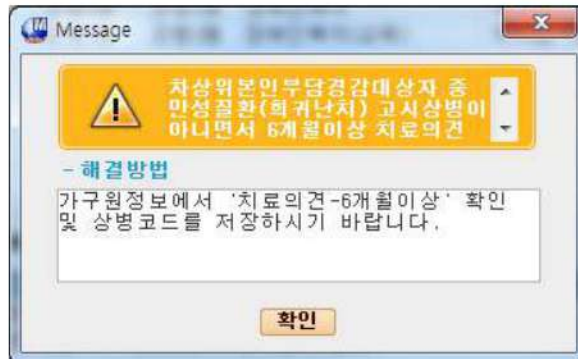 Message
차상위본인부담경감대상자 중
만성질환(희귀난치) 고시상병이
아니면서 6개월이상 치료의견
- 해결방법
가구원정보에서 '치료의견-6개월이상' 확인
및 상병코드를 저장하시기 바랍니다.
확인